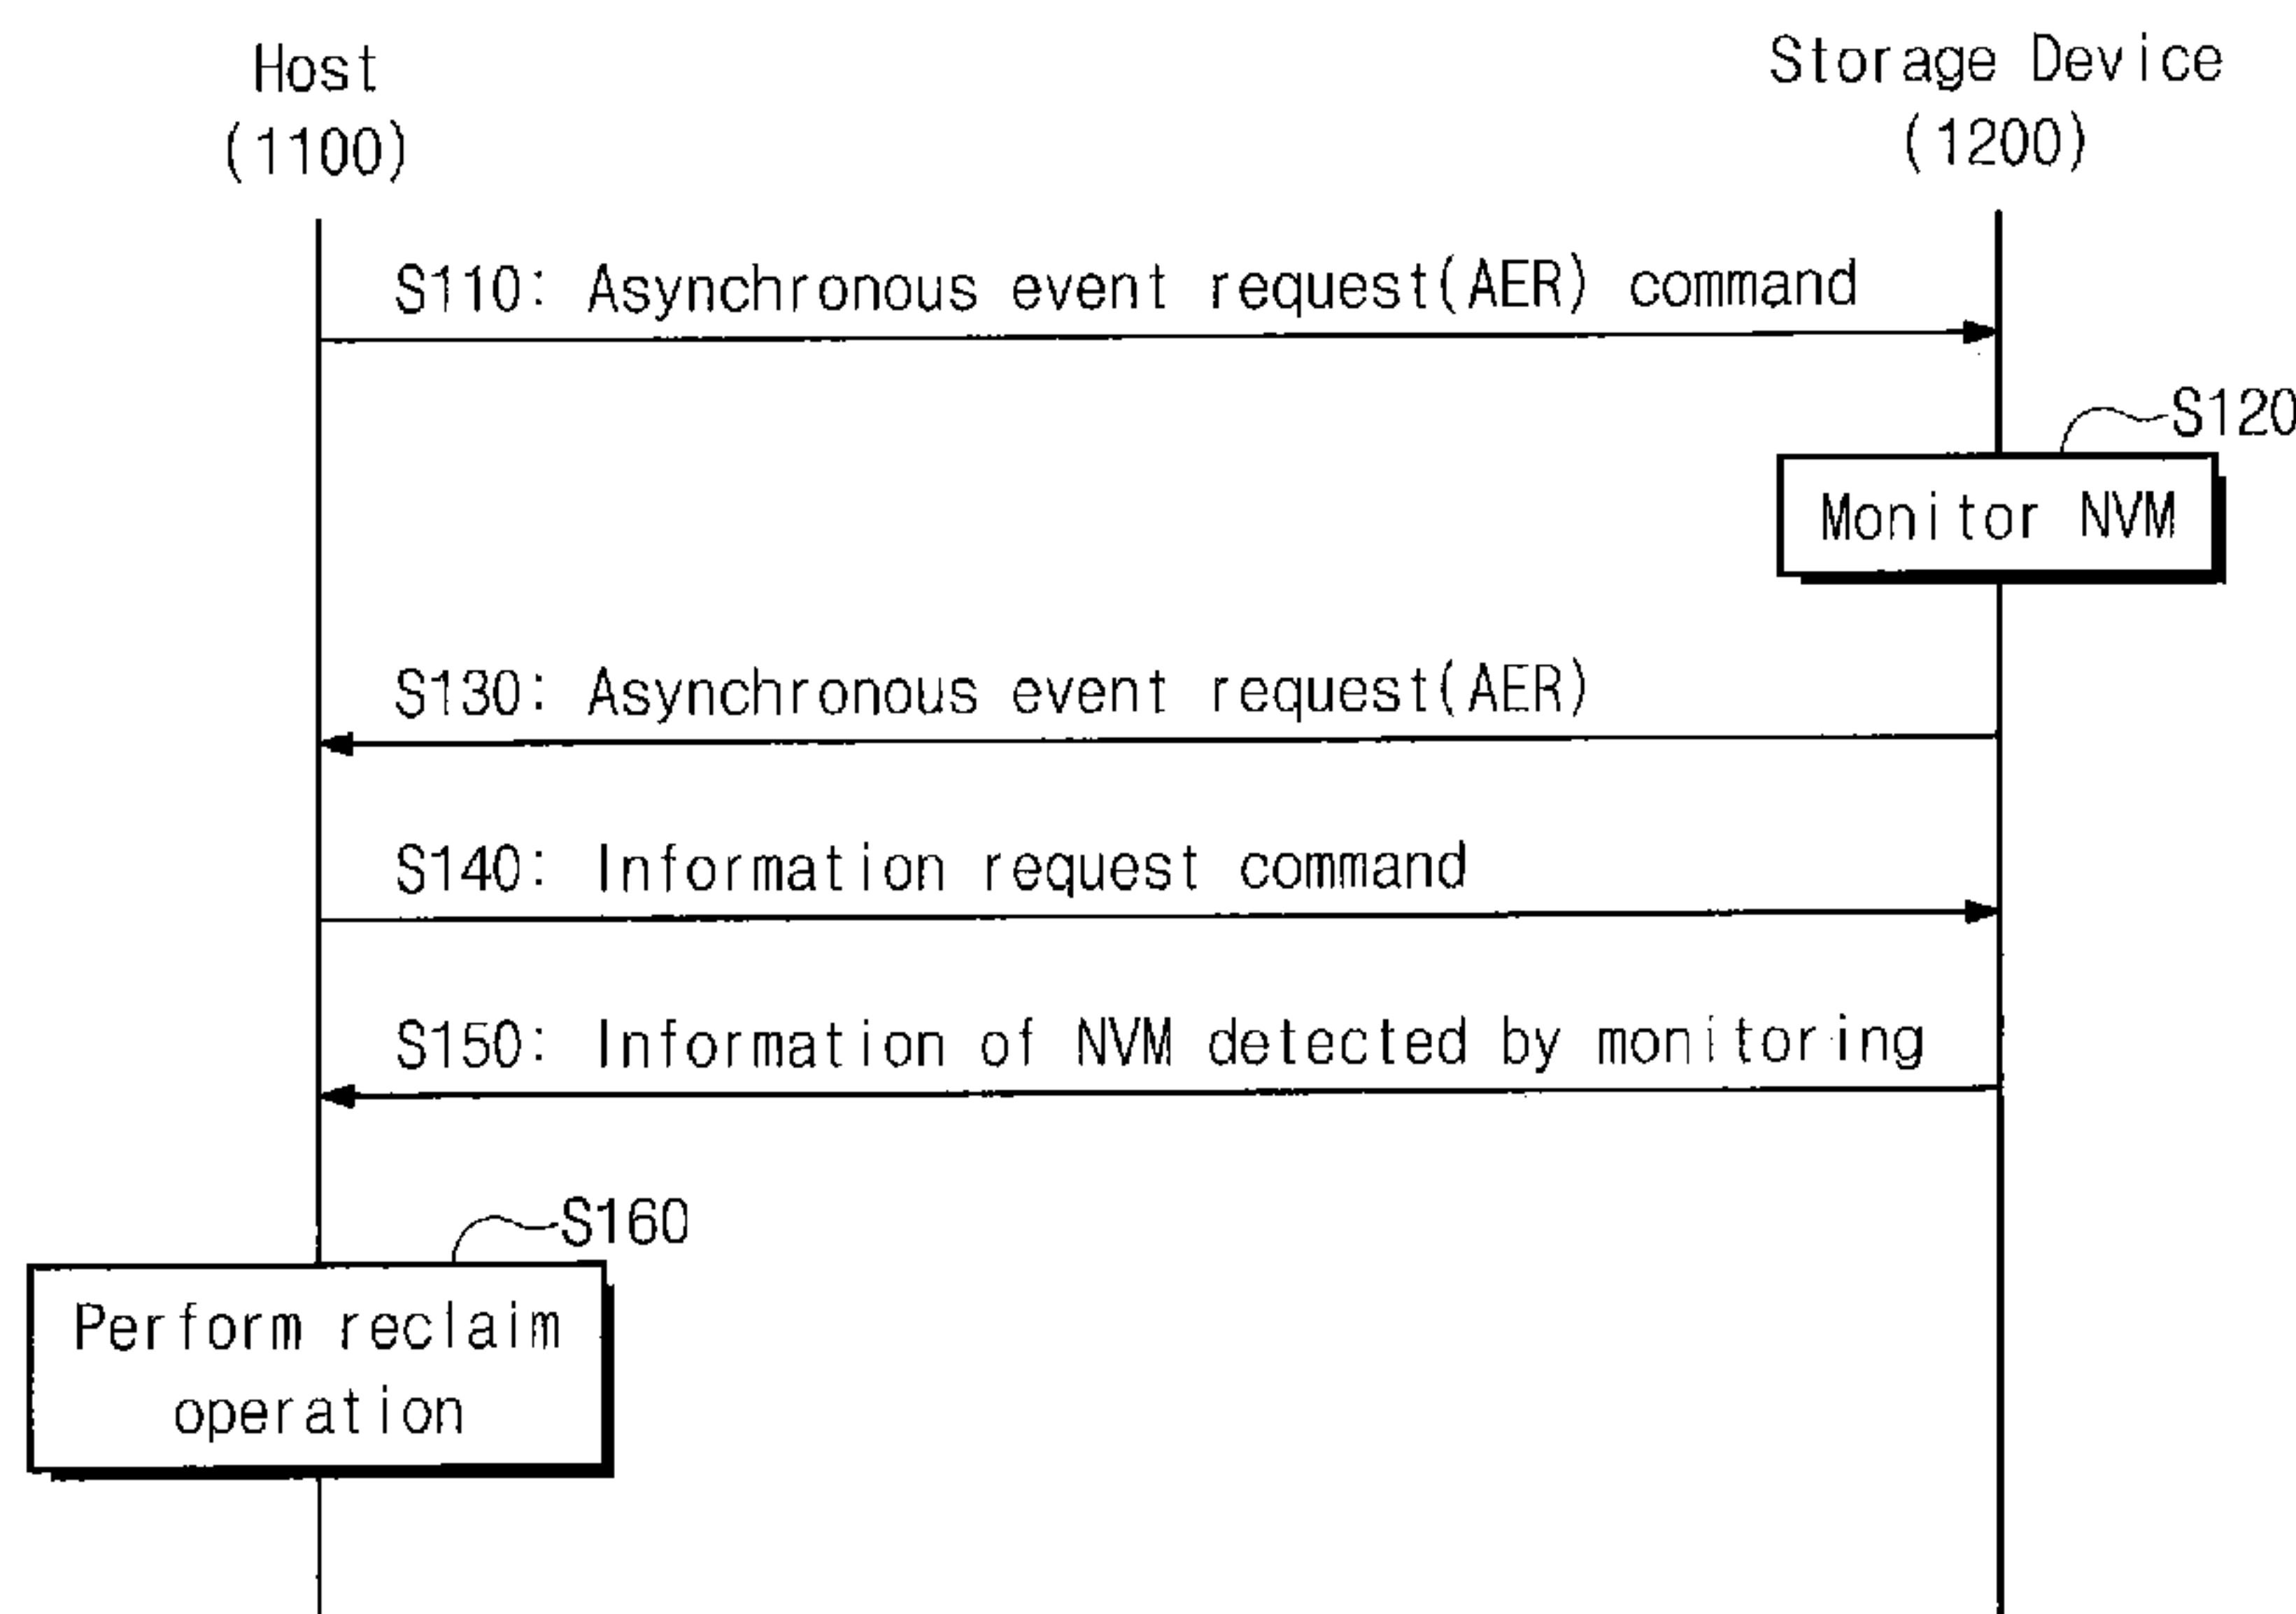 Host
(1100)
Storage Device
(1200)
S110: Asynchronous event request(AER) command
S120
Monitor NVM
S130: Asynchronous event request(AER)
S140: Information request command
S150: Information of NVM detected by monitoring
S160
Perform reclaim
operation